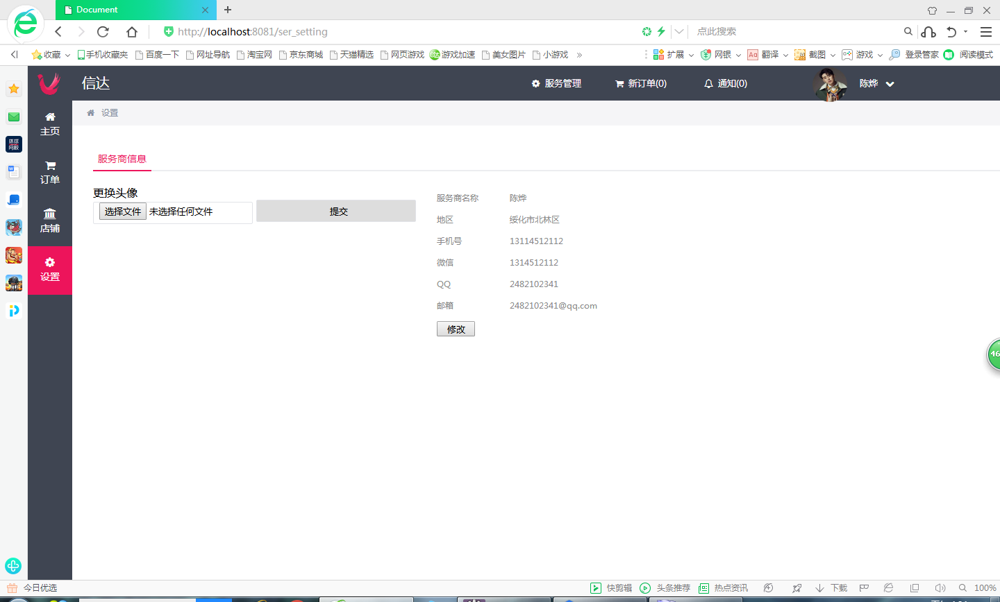 Document
http://localhost:8081/ser_setting
点此搜索
收藏 手机收藏夹 百度一下 网址导航 淘宝网 京东商城 天猫精选 网页游戏 游戏加速 美女图片 小游戏 » 扩展 网银 Aa 翻译 截图 游戏 登录管家 阅读模式
信达 服务管理 新订单(0) 通知(0) 陈烨
设置
环球
网校
主页
订单
店铺
设置
服务商信息
更换头像
选择文件 未选择任何文件 提交
服务商名称 陈烨
地区 绥化市北林区
手机号 13114512112
微信 1314512112
QQ 2482102341
邮箱 2482102341@qq.com
修改
46
今日优选 快剪辑 头条推荐 热点资讯 下载 100%